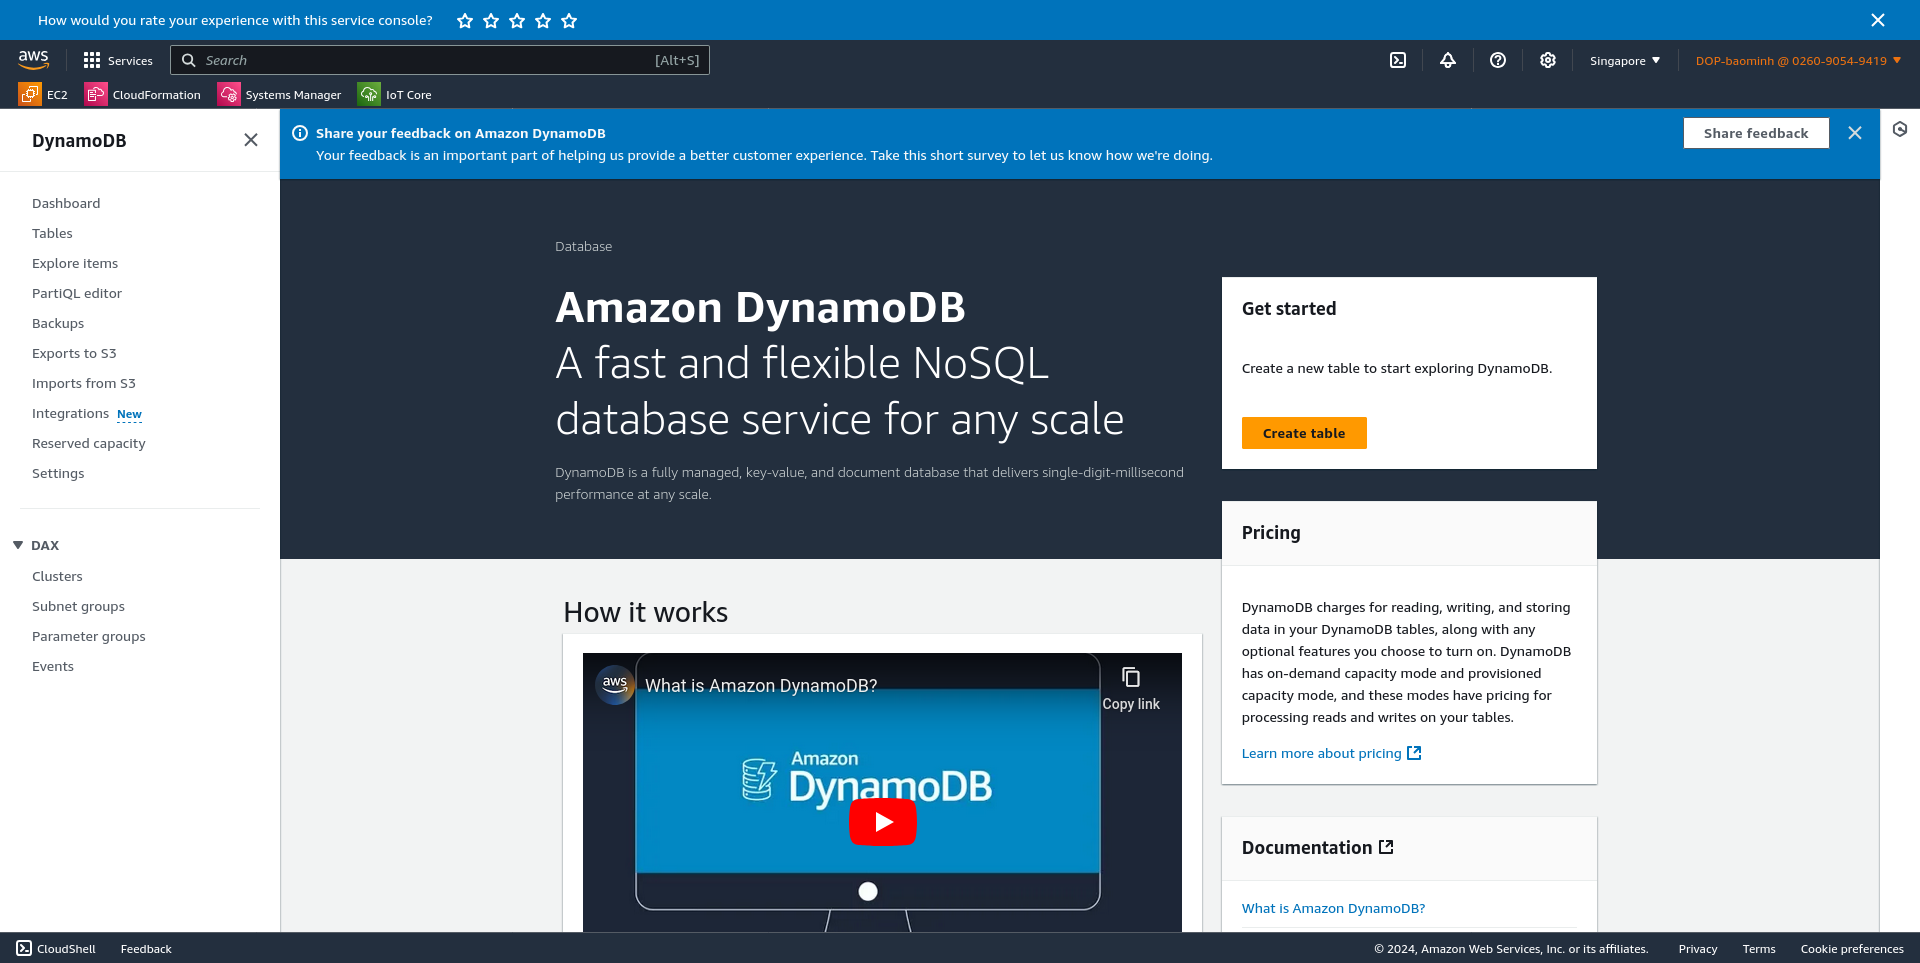 How would you rate your experience with this service console?
aws
Services
Search
[Alt+S]
Singapore
DOP-baominh @ 0260-9054-9419
EC2
CloudFormation
Systems Manager
IoT Core
DynamoDB
Dashboard
Tables
Explore items
PartiQL editor
Backups
Exports to S3
Imports from S3
Integrations New
Reserved capacity
Settings
DAX
Clusters
Subnet groups
Parameter groups
Events
Share your feedback on Amazon DynamoDB
Your feedback is an important part of helping us provide a better customer experience. Take this short survey to let us know how we're doing.
Share feedback
Database
Amazon DynamoDB
A fast and flexible NoSQL
database service for any scale
DynamoDB is a fully managed, key-value, and document database that delivers single-digit-millisecond
performance at any scale.
Get started
Create a new table to start exploring DynamoDB.
Create table
Pricing
DynamoDB charges for reading, writing, and storing
data in your DynamoDB tables, along with any
optional features you choose to turn on. DynamoDB
has on-demand capacity mode and provisioned
capacity mode, and these modes have pricing for
processing reads and writes on your tables.
Learn more about pricing
How it works
aws
What is Amazon DynamoDB?
Copy link
Amazon
DynamoDB
Documentation
What is Amazon DynamoDB?
CloudShell
Feedback
© 2024, Amazon Web Services, Inc. or its affiliates.
Privacy
Terms
Cookie preferences